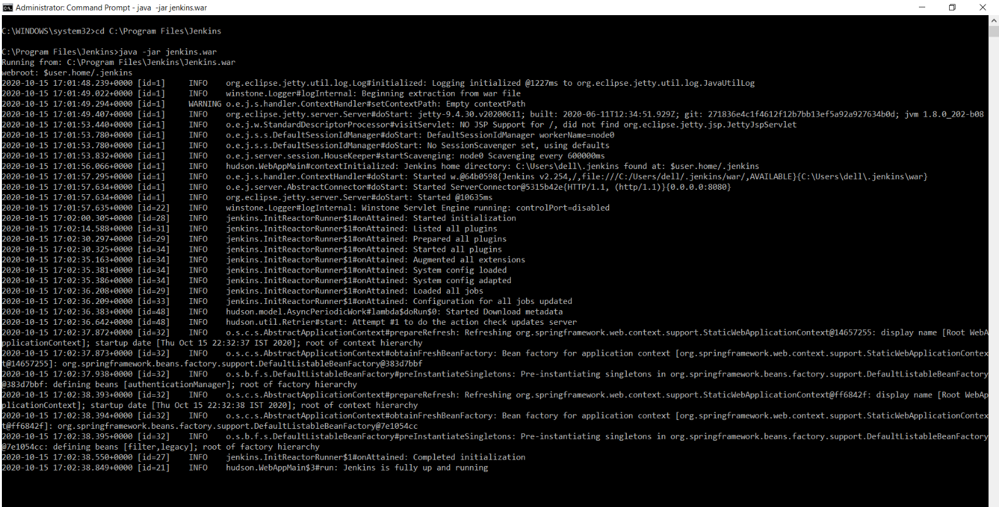 Administrator: Command Prompt - java  -jar jenkins.war
C:\WINDOWS\system32>cd C:\Program Files\Jenkins
C:\Program Files\Jenkins>java -jar jenkins.war
Running from: C:\Program Files\Jenkins\Jenkins.war
webroot: $user.home/.jenkins
2020-10-15 17:01:48.239+0000 [id=1]     INFO    org.eclipse.jetty.util.log.Log#initialized: Logging initialized @1227ms to org.eclipse.jetty.util.log.JavaUtilLog
2020-10-15 17:01:49.022+0000 [id=1]     INFO    winstone.Logger#logInternal: Beginning extraction from war file
2020-10-15 17:01:49.294+0000 [id=1]     WARNING o.e.j.s.handler.ContextHandler#setContextPath: Empty contextPath
2020-10-15 17:01:49.407+0000 [id=1]     INFO    org.eclipse.jetty.server.Server#doStart: jetty-9.4.30.v20200611; built: 2020-06-11T12:34:51.929Z; git: 271836e4c1f4612f12b7bb13ef5a92a927634b0d; jvm 1.8.0_202-b08
2020-10-15 17:01:53.440+0000 [id=1]     INFO    o.e.j.w.StandardDescriptorProcessor#visitServlet: NO JSP Support for /, did not find org.eclipse.jetty.jsp.JettyJspServlet
2020-10-15 17:01:53.780+0000 [id=1]     INFO    o.e.j.s.s.DefaultSessionIdManager#doStart: DefaultSessionIdManager workerName=node0
2020-10-15 17:01:53.780+0000 [id=1]     INFO    o.e.j.s.s.DefaultSessionIdManager#doStart: No SessionScavenger set, using defaults
2020-10-15 17:01:53.832+0000 [id=1]     INFO    o.e.j.server.session.HouseKeeper#startScavenging: node0 Scavenging every 600000ms
2020-10-15 17:01:56.066+0000 [id=1]     INFO    hudson.WebAppMain#contextInitialized: Jenkins home directory: C:\Users\dell\.jenkins found at: $user.home/.jenkins
2020-10-15 17:01:57.295+0000 [id=1]     INFO    o.e.j.s.handler.ContextHandler#doStart: Started w.@64b0598{Jenkins v2.254,/,file:///C:/Users/dell/.jenkins/war/,AVAILABLE}{C:\Users\dell\.jenkins\war}
2020-10-15 17:01:57.634+0000 [id=1]     INFO    o.e.j.server.AbstractConnector#doStart: Started ServerConnector@5315b42e{HTTP/1.1, (http/1.1)}{0.0.0.0:8080}
2020-10-15 17:01:57.634+0000 [id=1]     INFO    org.eclipse.jetty.server.Server#doStart: Started @10635ms
2020-10-15 17:01:57.635+0000 [id=22]    INFO    winstone.Logger#logInternal: Winstone Servlet Engine running: controlPort=disabled
2020-10-15 17:02:00.305+0000 [id=28]    INFO    jenkins.InitReactorRunner$1#onAttained: Started initialization
2020-10-15 17:02:14.588+0000 [id=31]    INFO    jenkins.InitReactorRunner$1#onAttained: Listed all plugins
2020-10-15 17:02:30.297+0000 [id=29]    INFO    jenkins.InitReactorRunner$1#onAttained: Prepared all plugins
2020-10-15 17:02:30.325+0000 [id=34]    INFO    jenkins.InitReactorRunner$1#onAttained: Started all plugins
2020-10-15 17:02:35.163+0000 [id=34]    INFO    jenkins.InitReactorRunner$1#onAttained: Augmented all extensions
2020-10-15 17:02:35.381+0000 [id=34]    INFO    jenkins.InitReactorRunner$1#onAttained: System config loaded
2020-10-15 17:02:35.386+0000 [id=34]    INFO    jenkins.InitReactorRunner$1#onAttained: System config adapted
2020-10-15 17:02:36.208+0000 [id=29]    INFO    jenkins.InitReactorRunner$1#onAttained: Loaded all jobs
2020-10-15 17:02:36.209+0000 [id=33]    INFO    jenkins.InitReactorRunner$1#onAttained: Configuration for all jobs updated
2020-10-15 17:02:36.383+0000 [id=48]    INFO    hudson.model.AsyncPeriodicWork#lambda$doRun$0: Started Download metadata
2020-10-15 17:02:36.642+0000 [id=48]    INFO    hudson.util.Retrier#start: Attempt #1 to do the action check updates server
2020-10-15 17:02:37.872+0000 [id=32]    INFO    o.s.c.s.AbstractApplicationContext#prepareRefresh: Refreshing org.springframework.web.context.support.StaticWebApplicationContext@14657255: display name [Root WebA
pplicationContext]; startup date [Thu Oct 15 22:32:37 IST 2020]; root of context hierarchy
2020-10-15 17:02:37.873+0000 [id=32]    INFO    o.s.c.s.AbstractApplicationContext#obtainFreshBeanFactory: Bean factory for application context [org.springframework.web.context.support.StaticWebApplicationContex
t@14657255]: org.springframework.beans.factory.support.DefaultListableBeanFactory@383d7bbf
2020-10-15 17:02:37.938+0000 [id=32]    INFO    o.s.b.f.s.DefaultListableBeanFactory#preInstantiateSingletons: Pre-instantiating singletons in org.springframework.beans.factory.support.DefaultListableBeanFactory
@383d7bbf: defining beans [authenticationManager]; root of factory hierarchy
2020-10-15 17:02:38.393+0000 [id=32]    INFO    o.s.c.s.AbstractApplicationContext#prepareRefresh: Refreshing org.springframework.web.context.support.StaticWebApplicationContext@ff6842f: display name [Root WebAp
plicationContext]; startup date [Thu Oct 15 22:32:38 IST 2020]; root of context hierarchy
2020-10-15 17:02:38.394+0000 [id=32]    INFO    o.s.c.s.AbstractApplicationContext#obtainFreshBeanFactory: Bean factory for application context [org.springframework.web.context.support.StaticWebApplicationContex
t@ff6842f]: org.springframework.beans.factory.support.DefaultListableBeanFactory@7e1054cc
2020-10-15 17:02:38.395+0000 [id=32]    INFO    o.s.b.f.s.DefaultListableBeanFactory#preInstantiateSingletons: Pre-instantiating singletons in org.springframework.beans.factory.support.DefaultListableBeanFactory
@7e1054cc: defining beans [filter,legacy]; root of factory hierarchy
2020-10-15 17:02:38.550+0000 [id=27]    INFO    jenkins.InitReactorRunner$1#onAttained: Completed initialization
2020-10-15 17:02:38.849+0000 [id=21]    INFO    hudson.WebAppMain$3#run: Jenkins is fully up and running